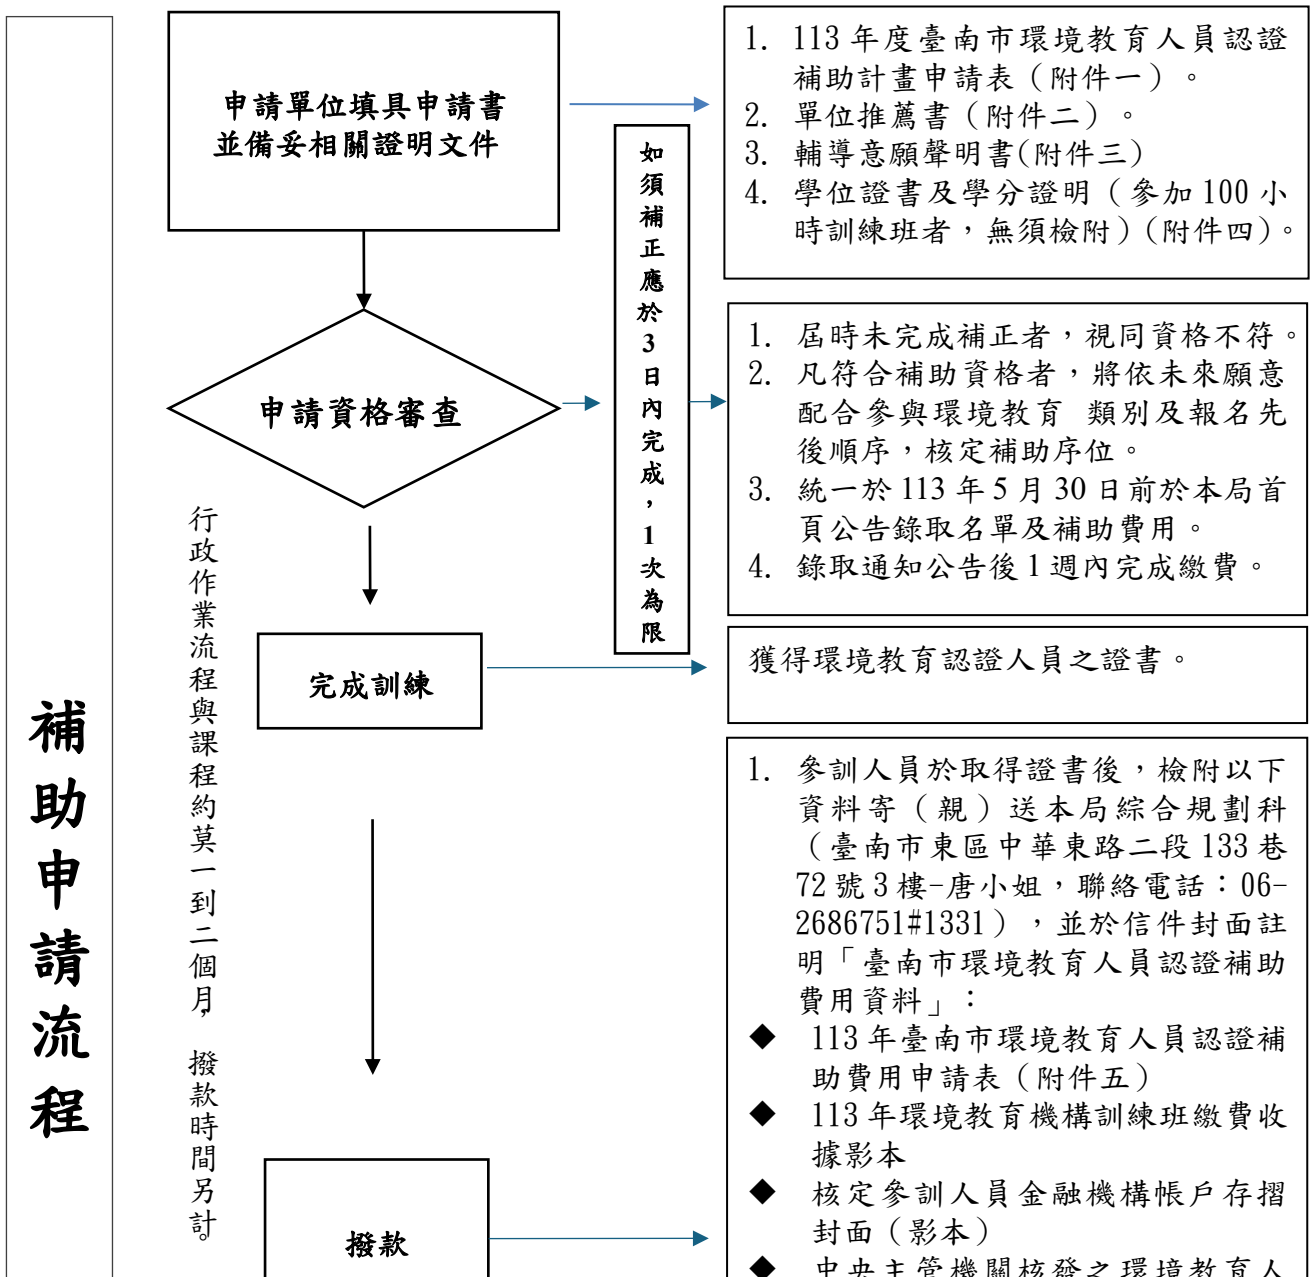 補助申請流程
申請單位填具申請書
並備妥相關證明文件
1. 113年度臺南市環境教育人員認證
補助計畫申請表（附件一）。
2. 單位推薦書（附件二）。
3. 輔導意願聲明書(附件三)
4. 學位證書及學分證明（參加100小
時訓練班者，無須檢附）(附件四)。
如須補正應於3日內完成，1次為限
申請資格審查
1. 屆時未完成補正者，視同資格不符。
2. 凡符合補助資格者，將依未來願意
配合參與環境教育 類別及報名先
後順序，核定補助序位。
3. 統一於113年5月30日前於本局首
頁公告錄取名單及補助費用。
4. 錄取通知公告後1週內完成繳費。
行政作業流程與課程約莫一到二個月，撥款時間另計。
完成訓練
獲得環境教育認證人員之證書。
撥款
1. 參訓人員於取得證書後，檢附以下
資料寄（親）送本局綜合規劃科
（臺南市東區中華東路二段133巷
72號3樓-唐小姐，聯絡電話：06-
2686751#1331），並於信件封面註
明「臺南市環境教育人員認證補助
費用資料」：
◆ 113年臺南市環境教育人員認證補
助費用申請表（附件五）
◆ 113年環境教育機構訓練班繳費收
據影本
◆ 核定參訓人員金融機構帳戶存摺
封面（影本）
◆ 中央主管機關核發之環境教育人